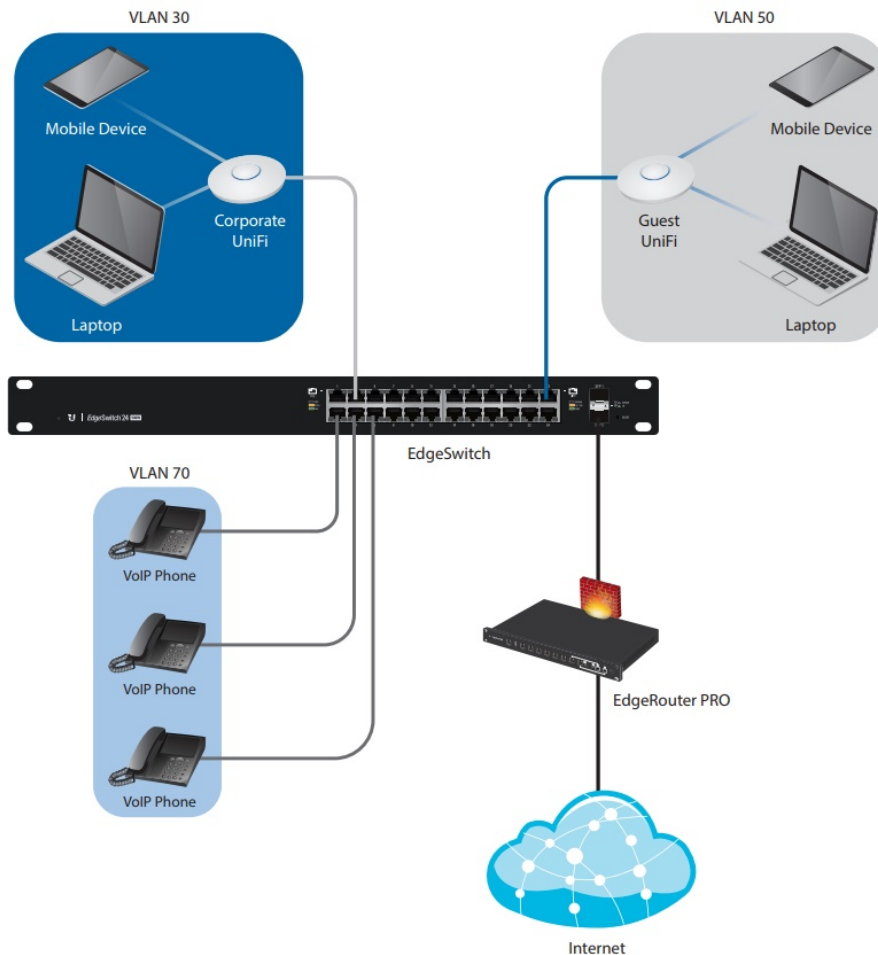 VLAN 30
VLAN 50
Mobile Device
Mobile Device
Corporate
UniFi
Guest
UniFi
Laptop
Laptop
EdgeSwitch 24
EdgeSwitch
VLAN 70
VoIP Phone
VoIP Phone
VoIP Phone
EdgeRouter PRO
Internet